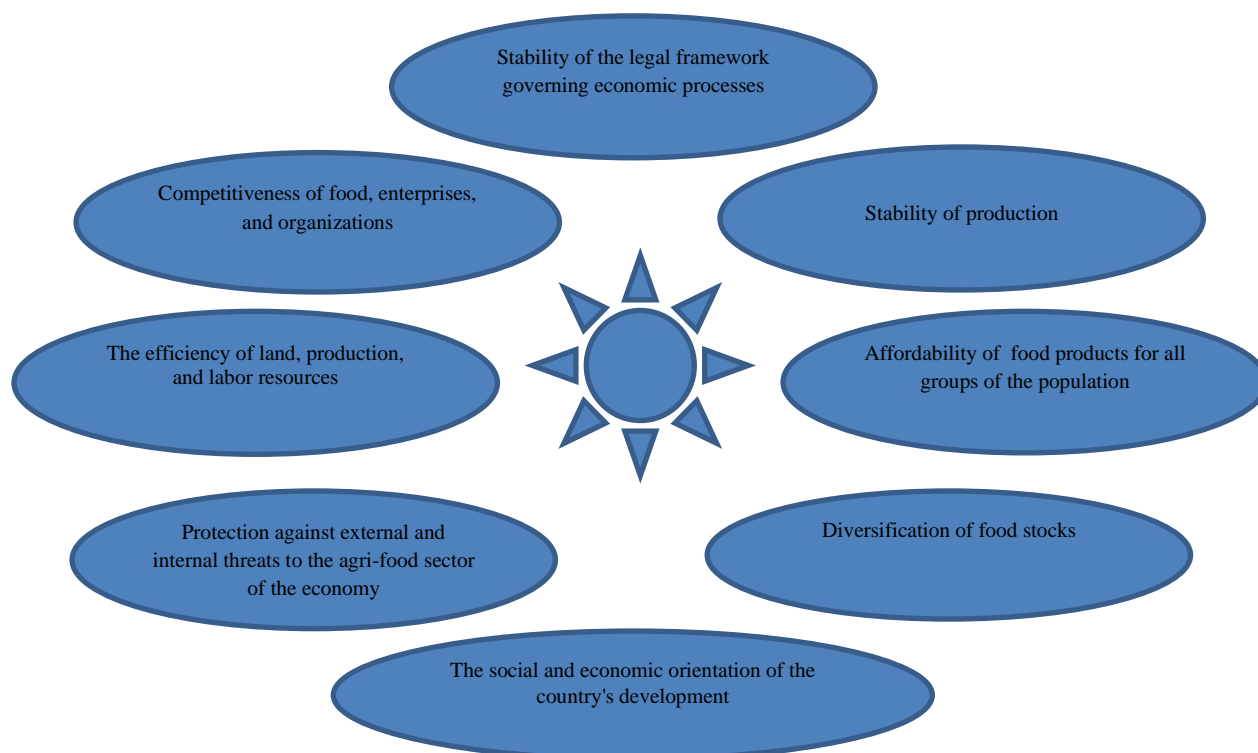 Stability of the legal framework
governing economic processes
Competitiveness of food, enterprises,
and organizations
Stability of production
The efficiency of land, production,
and labor resources
Affordability of food products for all
groups of the population
Protection against external and
internal threats to the agri-food sector
of the economy
Diversification of food stocks
The social and economic orientation of the
country's development